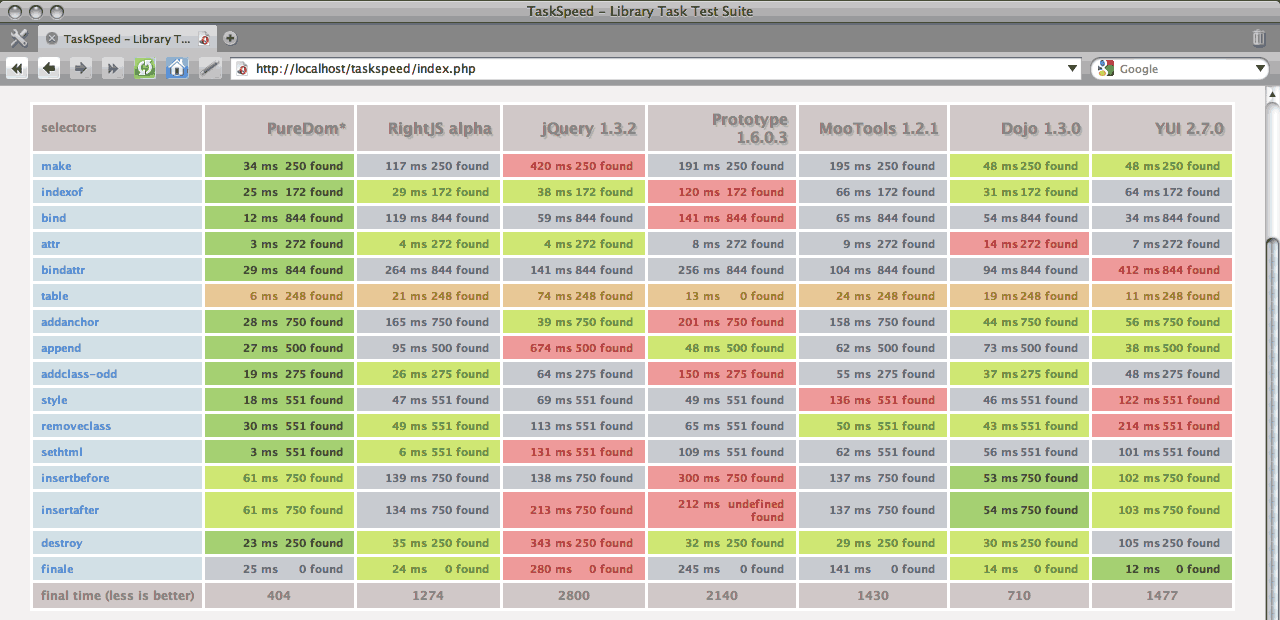 TaskSpeed - Library Task Test Suite
TaskSpeed - Library T...
http://localhost/taskspeed/index.php
Google
selectors PureDom* RightJS alpha jQuery 1.3.2 Prototype 1.6.0.3 MooTools 1.2.1 Dojo 1.3.0 YUI 2.7.0
make 34 ms 250 found 117 ms 250 found 420 ms 250 found 191 ms 250 found 195 ms 250 found 48 ms 250 found 48 ms 250 found
indexof 25 ms 172 found 29 ms 172 found 38 ms 172 found 120 ms 172 found 66 ms 172 found 31 ms 172 found 64 ms 172 found
bind 12 ms 844 found 119 ms 844 found 59 ms 844 found 141 ms 844 found 65 ms 844 found 54 ms 844 found 34 ms 844 found
attr 3 ms 272 found 4 ms 272 found 4 ms 272 found 8 ms 272 found 9 ms 272 found 14 ms 272 found 7 ms 272 found
bindattr 29 ms 844 found 264 ms 844 found 141 ms 844 found 256 ms 844 found 104 ms 844 found 94 ms 844 found 412 ms 844 found
table 6 ms 248 found 21 ms 248 found 74 ms 248 found 13 ms 0 found 24 ms 248 found 19 ms 248 found 11 ms 248 found
addanchor 28 ms 750 found 165 ms 750 found 39 ms 750 found 201 ms 750 found 158 ms 750 found 44 ms 750 found 56 ms 750 found
append 27 ms 500 found 95 ms 500 found 674 ms 500 found 48 ms 500 found 62 ms 500 found 73 ms 500 found 38 ms 500 found
addclass-odd 19 ms 275 found 26 ms 275 found 64 ms 275 found 150 ms 275 found 55 ms 275 found 37 ms 275 found 48 ms 275 found
style 18 ms 551 found 47 ms 551 found 69 ms 551 found 49 ms 551 found 136 ms 551 found 46 ms 551 found 122 ms 551 found
removeclass 30 ms 551 found 49 ms 551 found 113 ms 551 found 65 ms 551 found 50 ms 551 found 43 ms 551 found 214 ms 551 found
sethtml 3 ms 551 found 6 ms 551 found 131 ms 551 found 109 ms 551 found 62 ms 551 found 56 ms 551 found 101 ms 551 found
insertbefore 61 ms 750 found 139 ms 750 found 138 ms 750 found 300 ms 750 found 137 ms 750 found 53 ms 750 found 102 ms 750 found
insertafter 61 ms 750 found 134 ms 750 found 213 ms 750 found 212 ms undefined found 137 ms 750 found 54 ms 750 found 103 ms 750 found
destroy 23 ms 250 found 35 ms 250 found 343 ms 250 found 32 ms 250 found 29 ms 250 found 30 ms 250 found 105 ms 250 found
finale 25 ms 0 found 24 ms 0 found 280 ms 0 found 245 ms 0 found 141 ms 0 found 14 ms 0 found 12 ms 0 found
final time (less is better) 404 1274 2800 2140 1430 710 1477